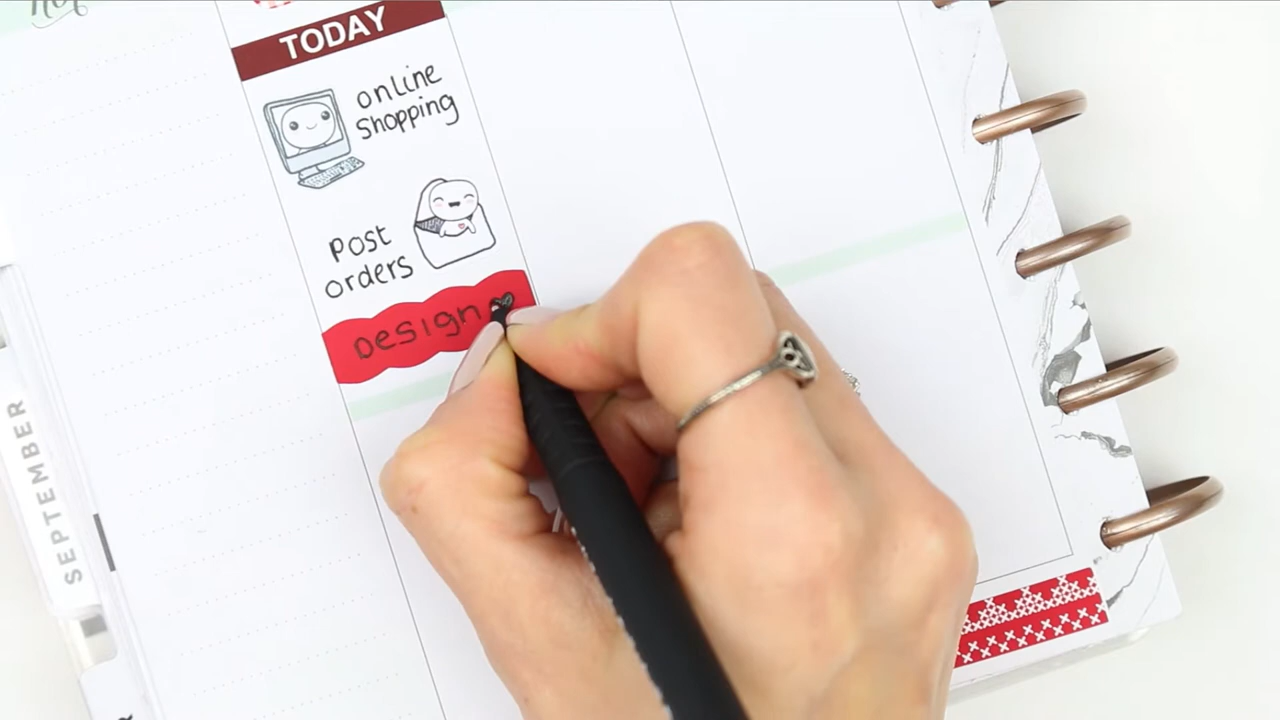 TODAY
online
Shopping
Post
orders
Design
SEPTEMBER